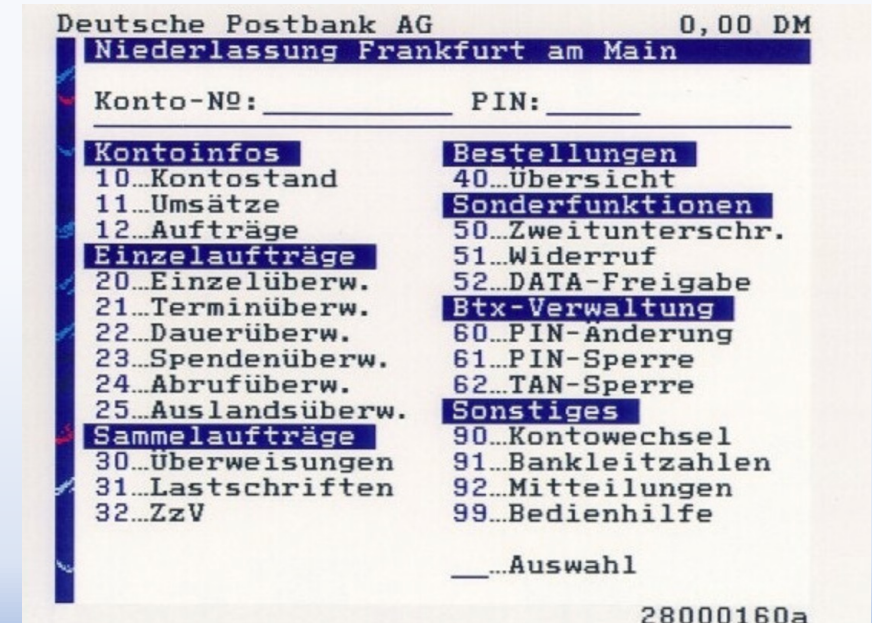 Deutsche Postbank AG 0,00 DM
Niederlassung Frankfurt am Main
Konto-Nº:__________ PIN:_____
Kontoinfos
10…Kontostand
11…Umsätze
12…Aufträge
Einzelaufträge
20…Einzelüberw.
21…Terminüberw.
22…Dauerüberw.
23…Spendenüberw.
24…Abrufüberw.
25…Auslandsüberw.
Sammelaufträge
30…Überweisungen
31…Lastschriften
32…ZzV
Bestellungen
40…Übersicht
Sonderfunktionen
50…Zweitunterschr.
51…Widerruf
52…DATA-Freigabe
Btx-Verwaltung
60…PIN-Änderung
61…PIN-Sperre
62…TAN-Sperre
Sonstiges
90…Kontowechsel
91…Bankleitzahlen
92…Mitteilungen
99…Bedienhilfe
__…Auswahl
28000160a